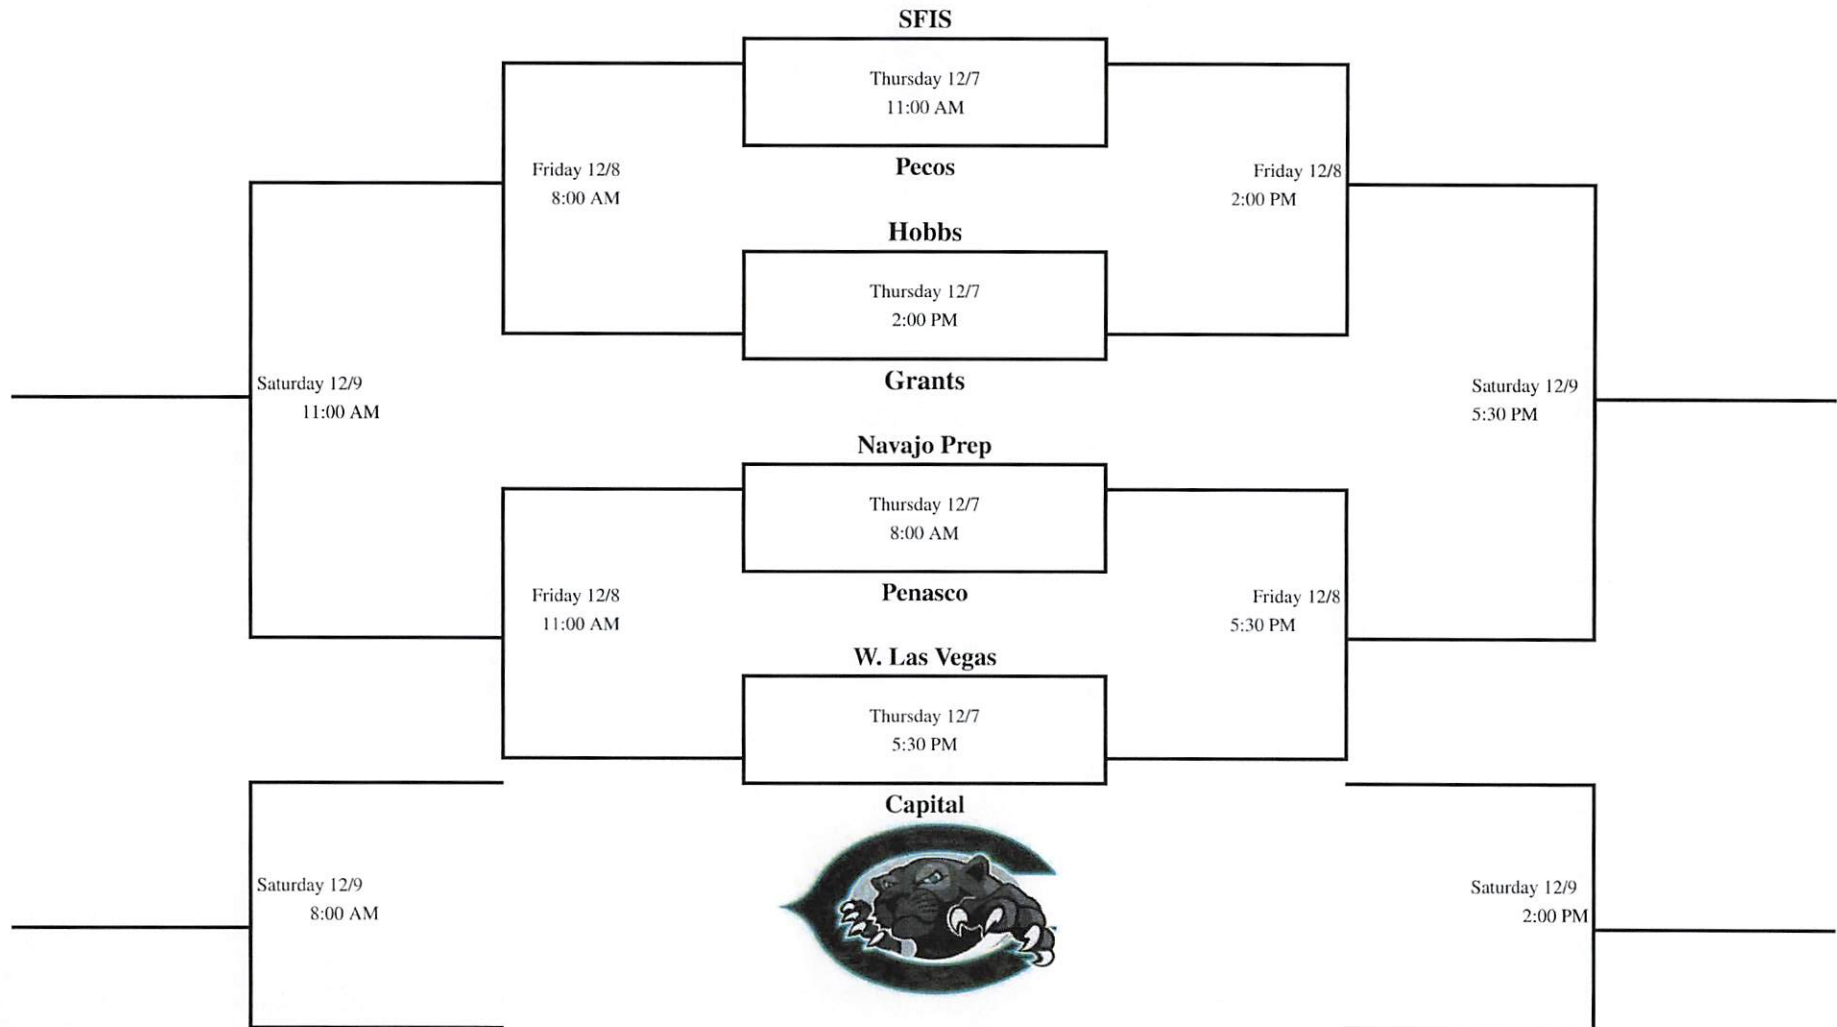 SFIS
Thursday 12/7
11:00 AM
Pecos
Friday 12/8
8:00 AM
Friday 12/8
2:00 PM
Hobbs
Thursday 12/7
2:00 PM
Grants
Saturday 12/9
11:00 AM
Saturday 12/9
5:30 PM
Navajo Prep
Thursday 12/7
8:00 AM
Penasco
Friday 12/8
11:00 AM
Friday 12/8
5:30 PM
W. Las Vegas
Thursday 12/7
5:30 PM
Capital
Saturday 12/9
8:00 AM
Saturday 12/9
2:00 PM